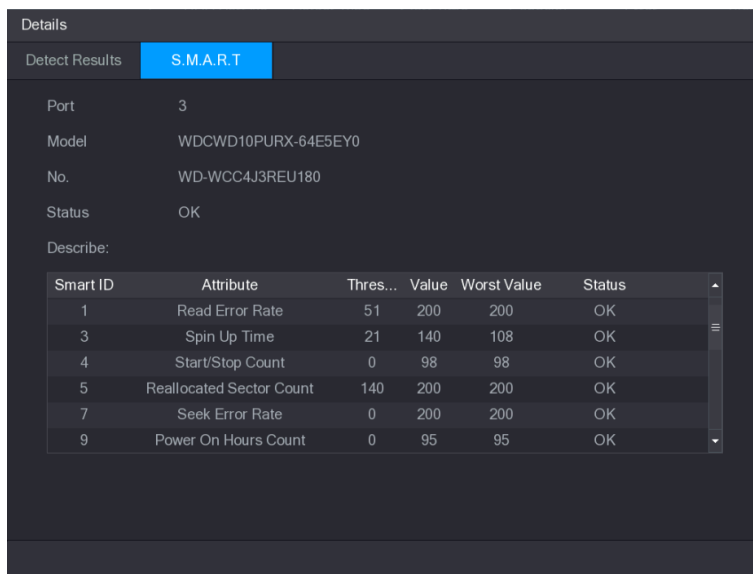 Details
Detect Results S.M.A.R.T
Port 3
Model WDCWD10PURX-64E5EY0
No. WD-WCC4J3REU180
Status OK
Describe:
Smart ID Attribute Thres... Value Worst Value Status
1 Read Error Rate 51 200 200 OK
3 Spin Up Time 21 140 108 OK
4 Start/Stop Count 0 98 98 OK
5 Reallocated Sector Count 140 200 200 OK
7 Seek Error Rate 0 200 200 OK
9 Power On Hours Count 0 95 95 OK